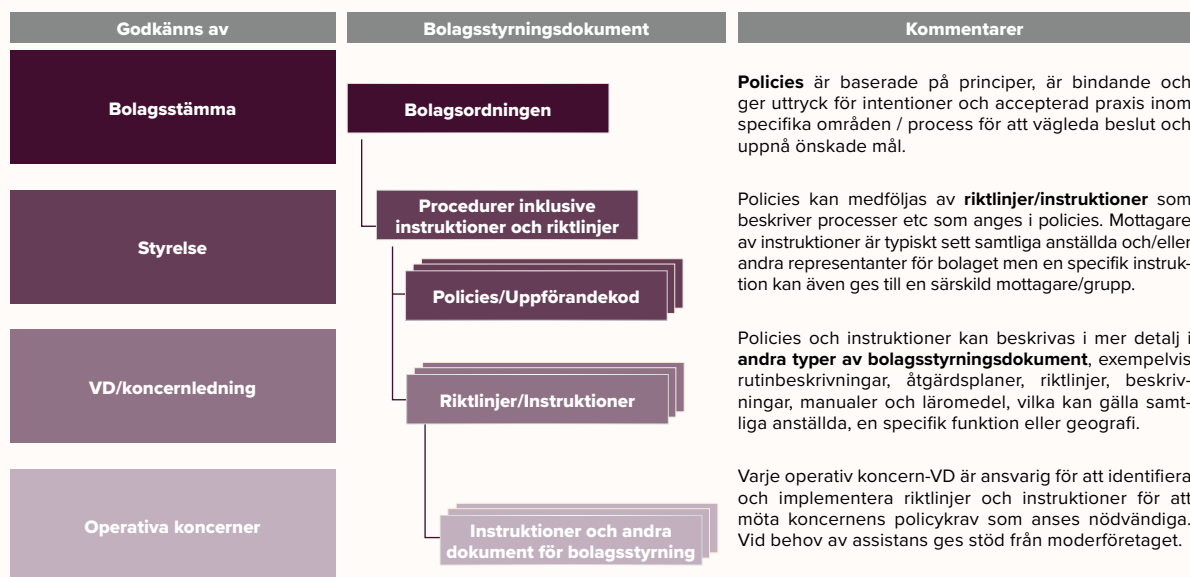 Godkänns av
Bolagsstyrningsdokument
Kommentarer
Bolagsstämma
Bolagsordningen
Policies är baserade på principer, är bindande och
ger uttryck för intentioner och accepterad praxis inom
specifika områden / process för att vägleda beslut och
uppnå önskade mål.
Styrelse
Procedurer inklusive
instruktioner och riktlinjer
Policies/Uppförandekod
Policies kan medföljas av riktlinjer/instruktioner som
beskriver processer etc som anges i policies. Mottagare
av instruktioner är typiskt sett samtliga anställda och/eller
andra representanter för bolaget men en specifik instruk-
tion kan även ges till en särskild mottagare/grupp.
VD/koncernledning
Riktlinjer/Instruktioner
Policies och instruktioner kan beskrivas i mer detalj i
andra typer av bolagsstyrningsdokument, exempelvis
rutinbeskrivningar, åtgärdsplaner, riktlinjer, beskriv-
ningar, manualer och läromedel, vilka kan gälla samt-
liga anställda, en specifik funktion eller geografi.
Operativa koncerner
Instruktioner och andra
dokument för bolagsstyrning
Varje operativ koncern-VD är ansvarig för att identifiera
och implementera riktlinjer och instruktioner för att
möta koncernens policykrav som anses nödvändiga.
Vid behov av assistans ges stöd från moderföretaget.